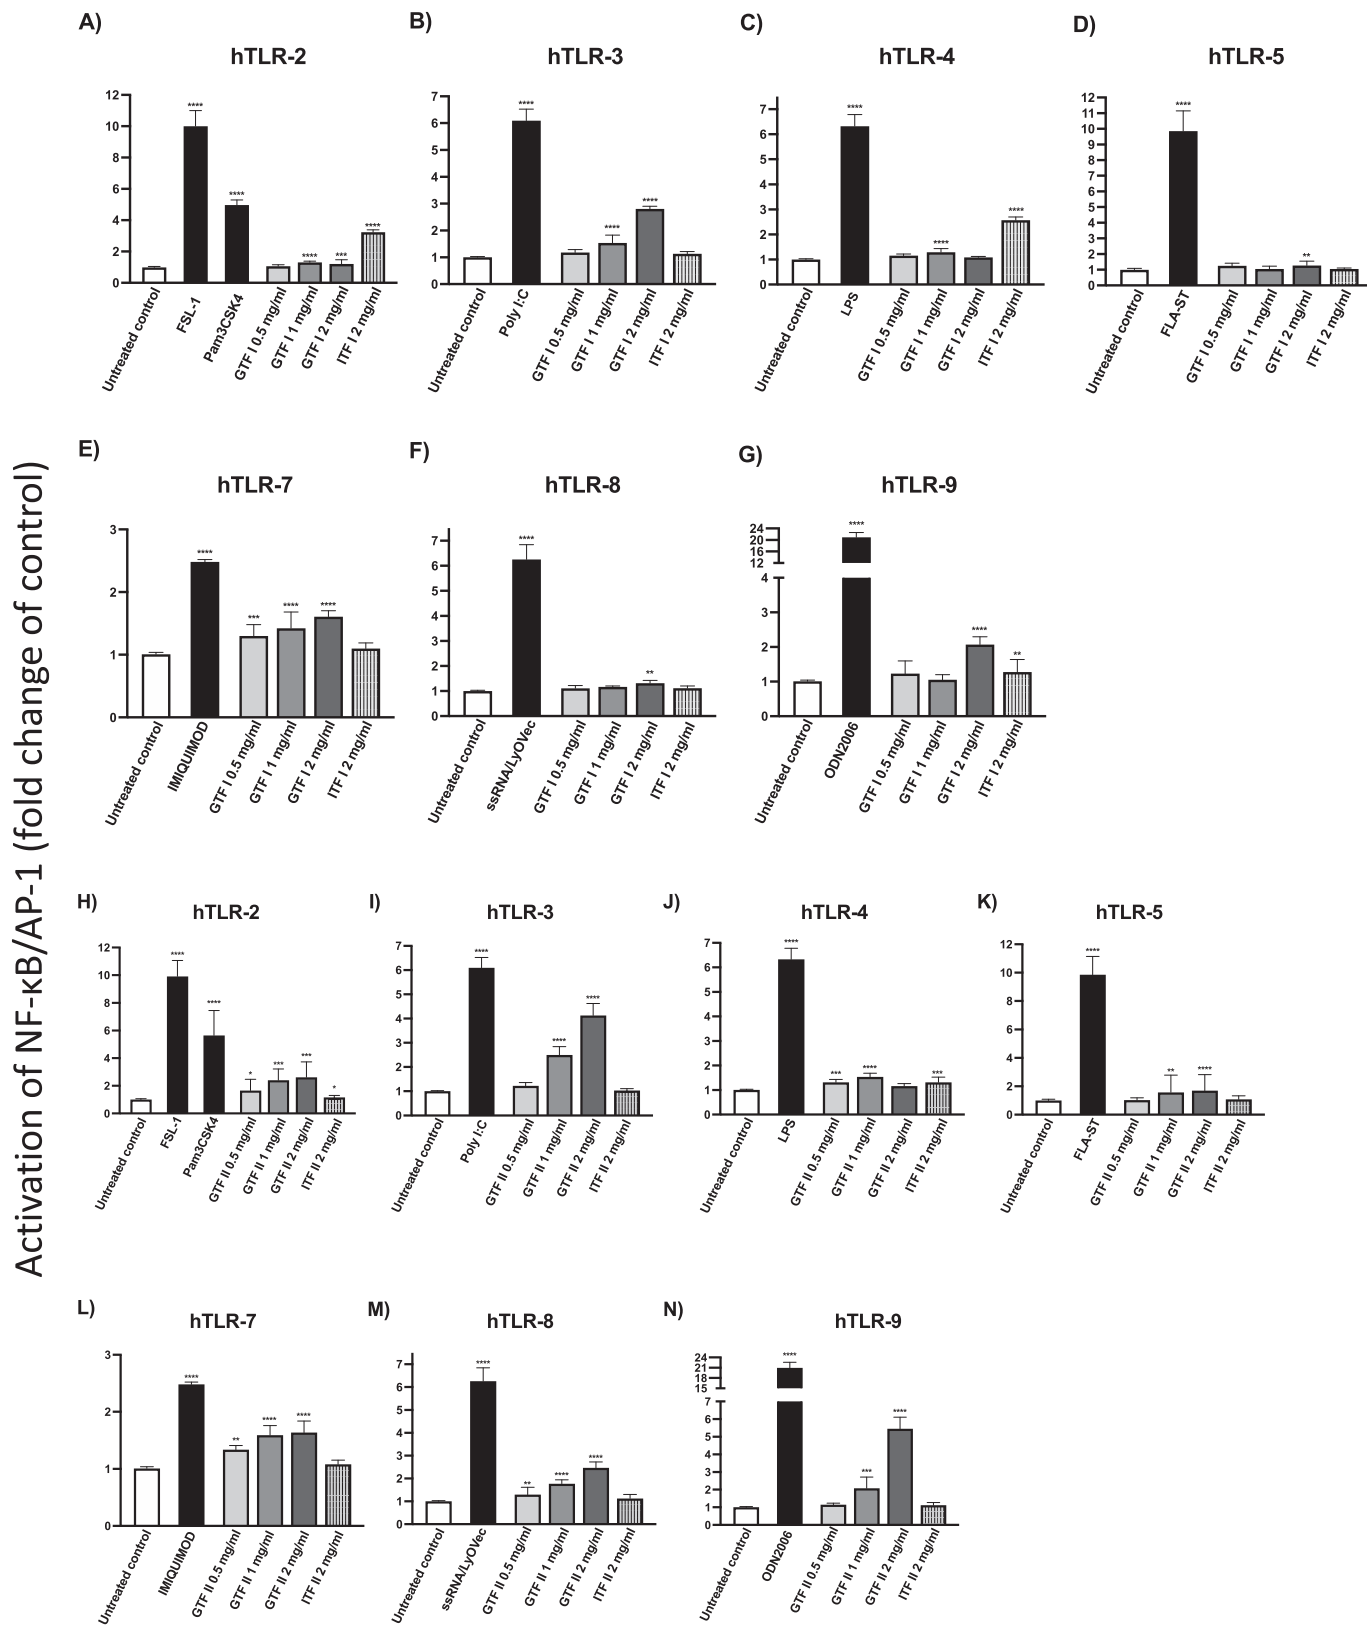 Activation of NF-κB/AP-1 (fold change of control)
A)
hTLR-2
12
10
8
6
4
2
0
****
****
****
***
****
Untreated control
FSL-1
Pam3CSK4
GTF I 0.5 mg/ml
GTF I 1 mg/ml
GTF I 2 mg/ml
ITF I 2 mg/ml
B)
hTLR-3
7
6
5
4
3
2
1
0
****
****
****
Untreated control
Poly I:C
GTF I 0.5 mg/ml
GTF I 1 mg/ml
GTF I 2 mg/ml
ITF I 2 mg/ml
C)
hTLR-4
7
6
5
4
3
2
1
0
****
****
****
Untreated control
LPS
GTF I 0.5 mg/ml
GTF I 1 mg/ml
GTF I 2 mg/ml
ITF I 2 mg/ml
D)
hTLR-5
12
11
10
9
8
7
6
5
4
3
2
1
0
****
**
Untreated control
FLA-ST
GTF I 0.5 mg/ml
GTF I 1 mg/ml
GTF I 2 mg/ml
ITF I 2 mg/ml
E)
hTLR-7
3
2
1
0
****
***
****
****
Untreated control
IMIQUIMOD
GTF I 0.5 mg/ml
GTF I 1 mg/ml
GTF I 2 mg/ml
ITF I 2 mg/ml
F)
hTLR-8
7
6
5
4
3
2
1
0
****
**
Untreated control
ssRNA/LyOVec
GTF I 0.5 mg/ml
GTF I 1 mg/ml
GTF I 2 mg/ml
ITF I 2 mg/ml
G)
hTLR-9
24
20
16
12
4
3
2
1
0
****
****
**
Untreated control
ODN2006
GTF I 0.5 mg/ml
GTF I 1 mg/ml
GTF I 2 mg/ml
ITF I 2 mg/ml
H)
hTLR-2
12
10
8
6
4
2
0
****
****
*
***
***
*
Untreated control
FSL-1
Pam3CSK4
GTF II 0.5 mg/ml
GTF II 1 mg/ml
GTF II 2 mg/ml
ITF II 2 mg/ml
I)
hTLR-3
7
6
5
4
3
2
1
0
****
****
****
Untreated control
Poly I:C
GTF II 0.5 mg/ml
GTF II 1 mg/ml
GTF II 2 mg/ml
ITF II 2 mg/ml
J)
hTLR-4
7
6
5
4
3
2
1
0
****
***
****
***
Untreated control
LPS
GTF II 0.5 mg/ml
GTF II 1 mg/ml
GTF II 2 mg/ml
ITF II 2 mg/ml
K)
hTLR-5
12
10
8
6
4
2
0
****
**
****
Untreated control
FLA-ST
GTF II 0.5 mg/ml
GTF II 1 mg/ml
GTF II 2 mg/ml
ITF II 2 mg/ml
L)
hTLR-7
3
2
1
0
****
**
****
****
Untreated control
IMIQUIMOD
GTF II 0.5 mg/ml
GTF II 1 mg/ml
GTF II 2 mg/ml
ITF II 2 mg/ml
M)
hTLR-8
7
6
5
4
3
2
1
0
****
**
****
****
Untreated control
ssRNA/LyOVec
GTF II 0.5 mg/ml
GTF II 1 mg/ml
GTF II 2 mg/ml
ITF II 2 mg/ml
N)
hTLR-9
24
21
18
15
7
6
5
4
3
2
1
0
****
***
****
Untreated control
ODN2006
GTF II 0.5 mg/ml
GTF II 1 mg/ml
GTF II 2 mg/ml
ITF II 2 mg/ml